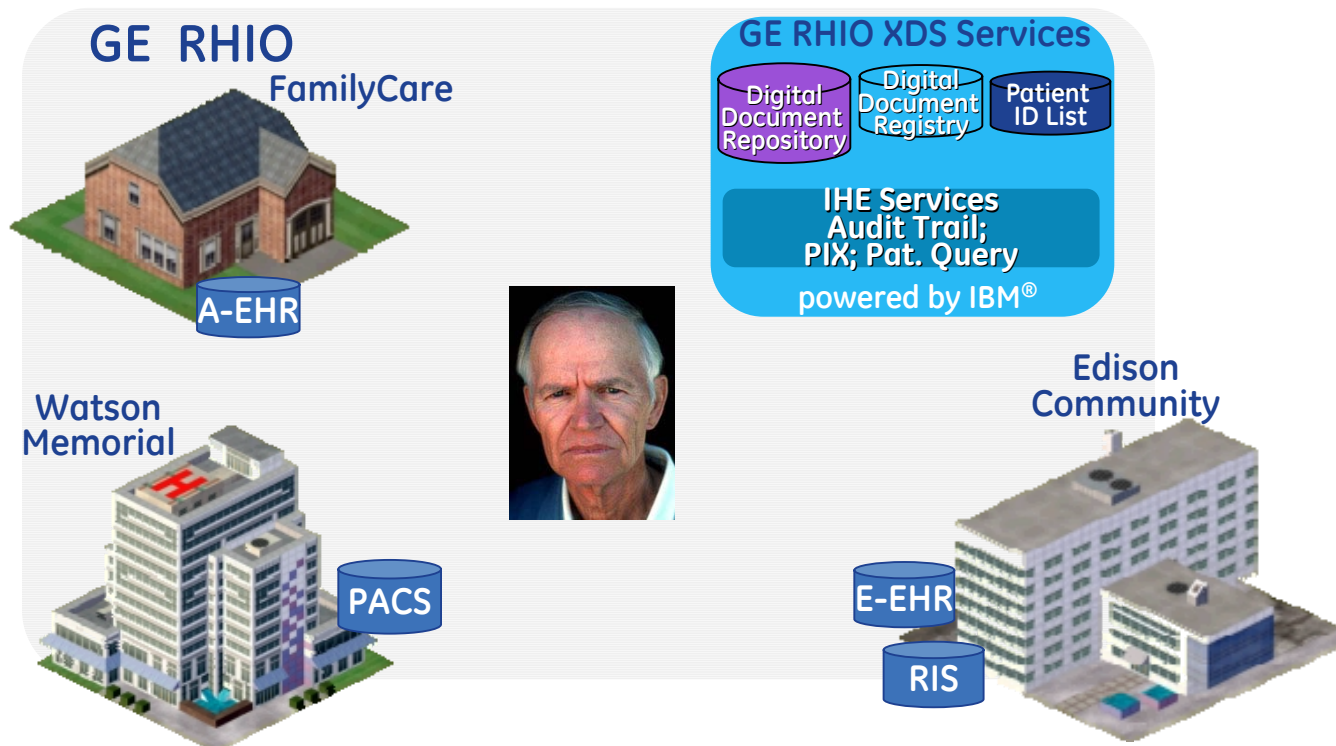 GE RHIO
FamilyCare
A-EHR
Watson
Memorial
PACS
GE RHIO XDS Services
Digital
Document
Repository
Digital
Document
Registry
Patient
ID List
IHE Services
Audit Trail;
PIX; Pat. Query
powered by IBM®
Edison
Community
E-EHR
RIS
H